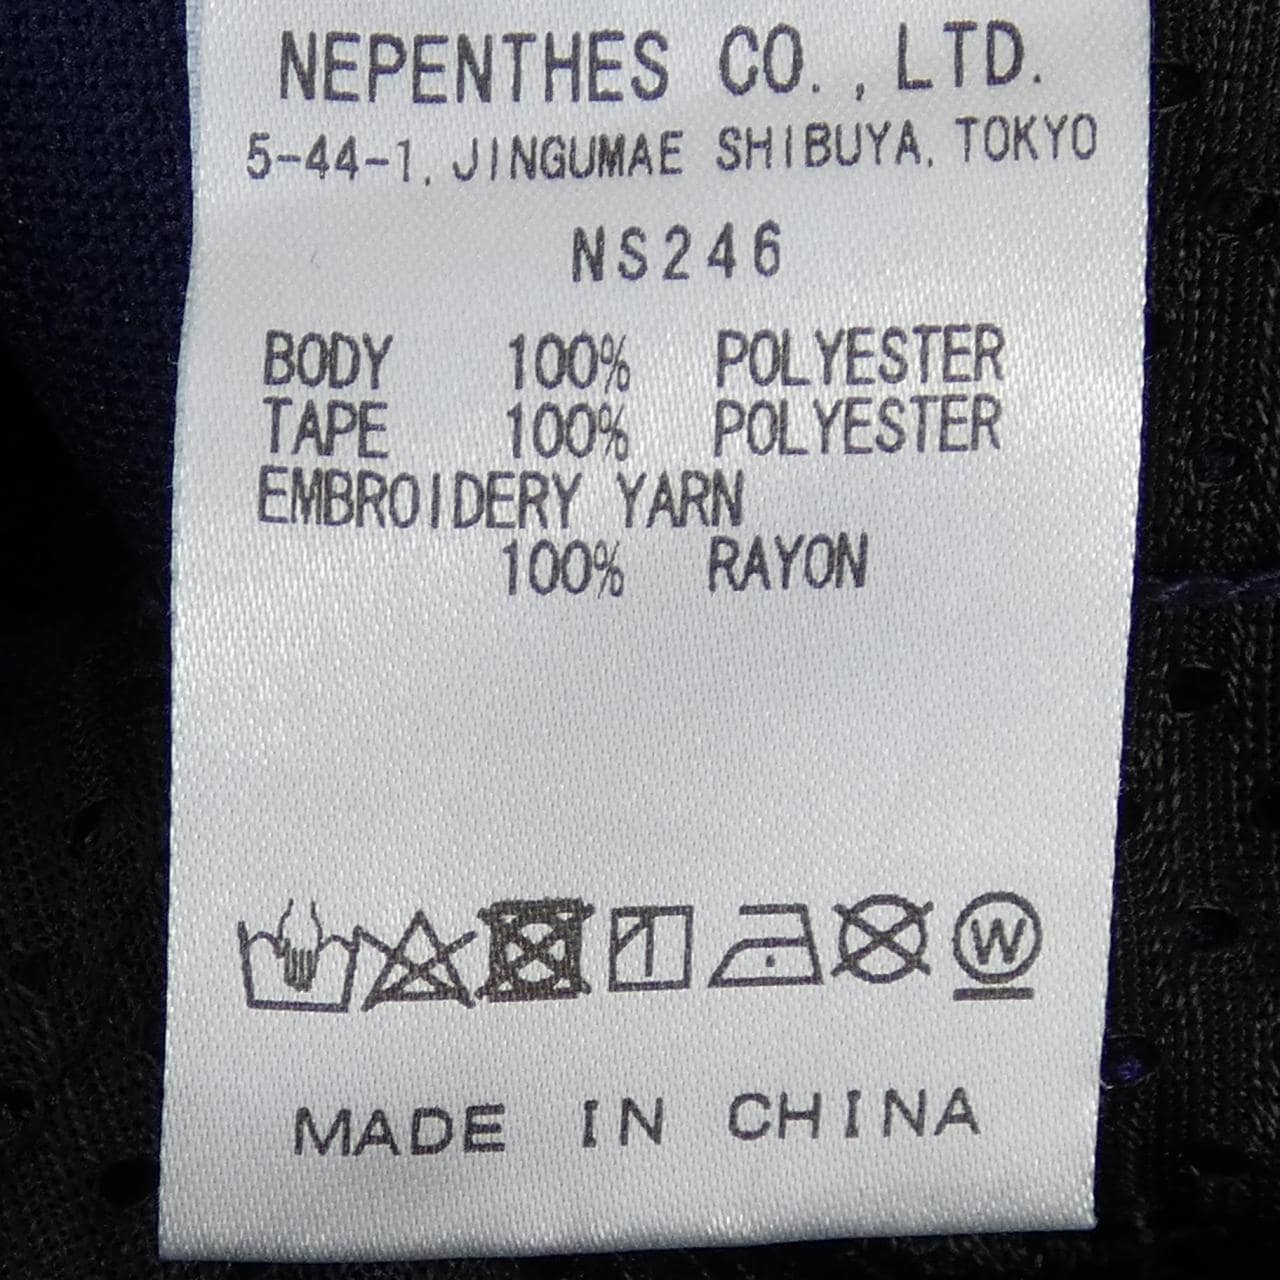 NEPENTHES CO., LTD.
5-44-1, JINGUMAE SHIBUYA, TOKYO
NS246
BODY 100% POLYESTER
TAPE 100% POLYESTER
EMBROIDERY YARN
100% RAYON
W
MADE IN CHINA